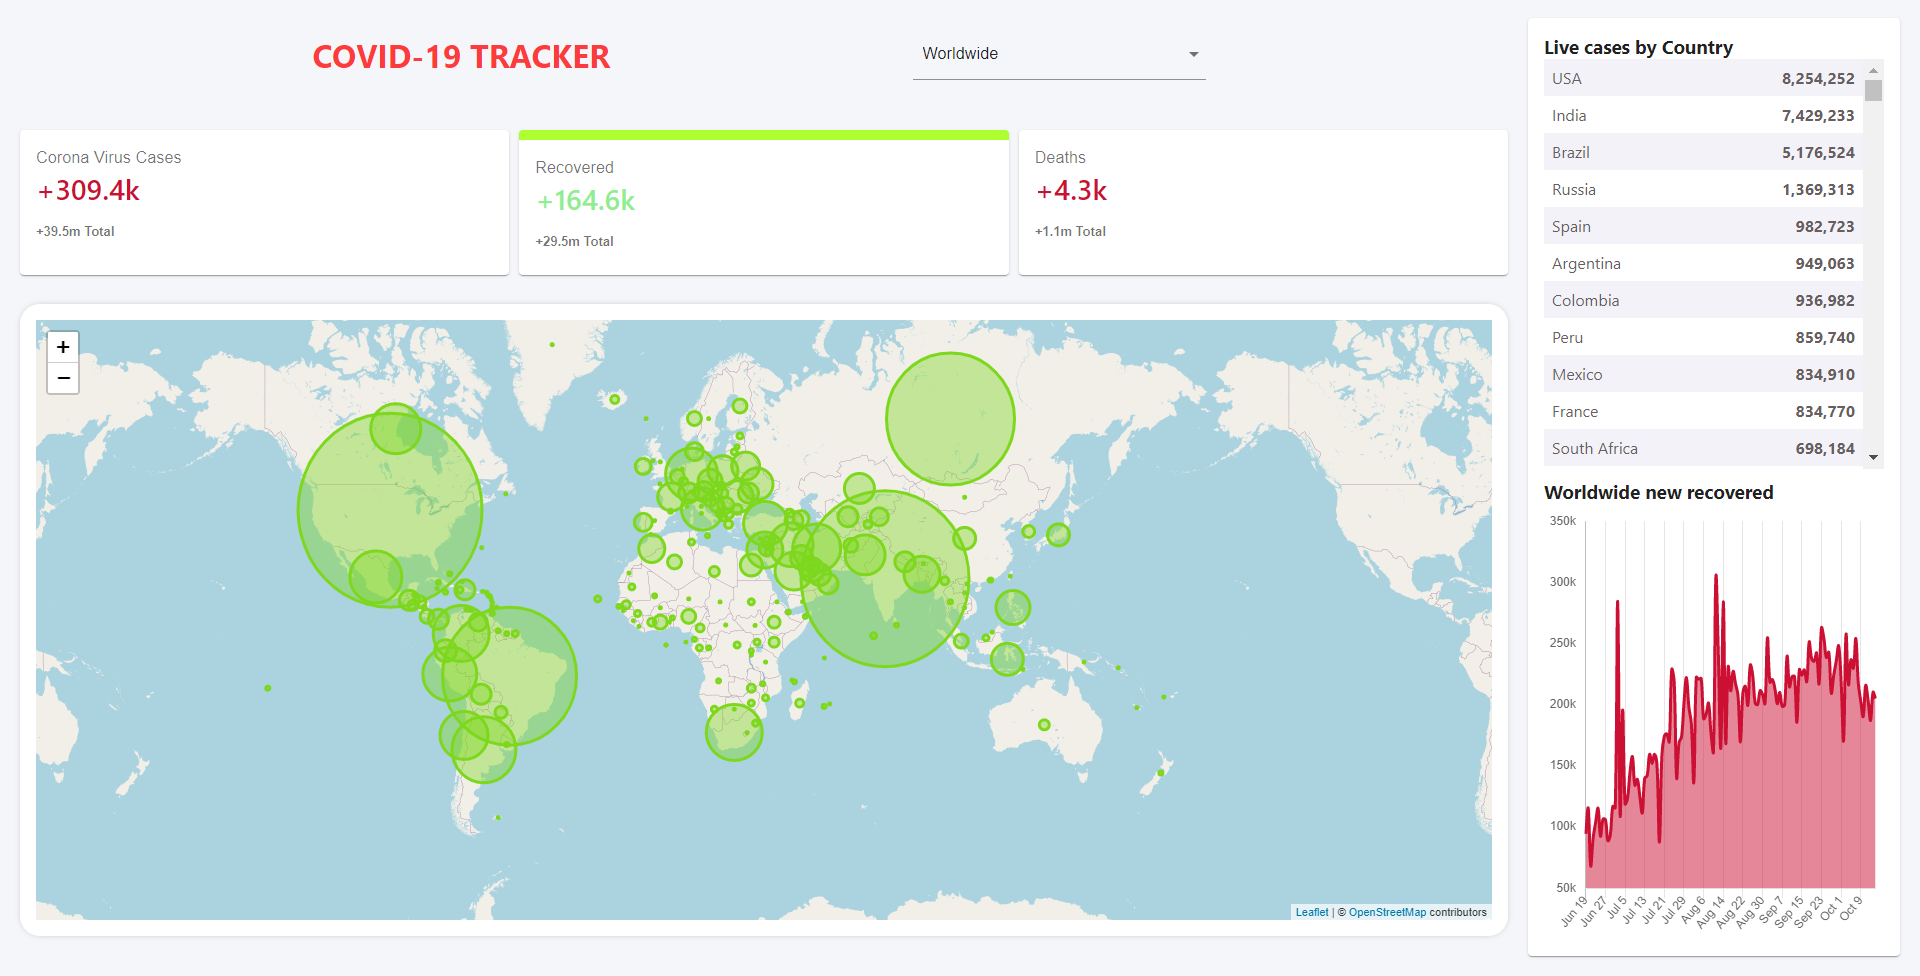 COVID-19 TRACKER
Worldwide
Corona Virus Cases
+309.4k
+39.5m Total
Recovered
+164.6k
+29.5m Total
Deaths
+4.3k
+1.1m Total
+
−
Leaflet | © OpenStreetMap contributors
Live cases by Country
USA 8,254,252
India 7,429,233
Brazil 5,176,524
Russia 1,369,313
Spain 982,723
Argentina 949,063
Colombia 936,982
Peru 859,740
Mexico 834,910
France 834,770
South Africa 698,184
Worldwide new recovered
350k
300k
250k
200k
150k
100k
50k
Jun 19 Jun 27 Jul 5 Jul 13 Jul 21 Jul 29 Aug 6 Aug 14 Aug 22 Aug 30 Sep 7 Sep 15 Sep 23 Oct 1 Oct 9